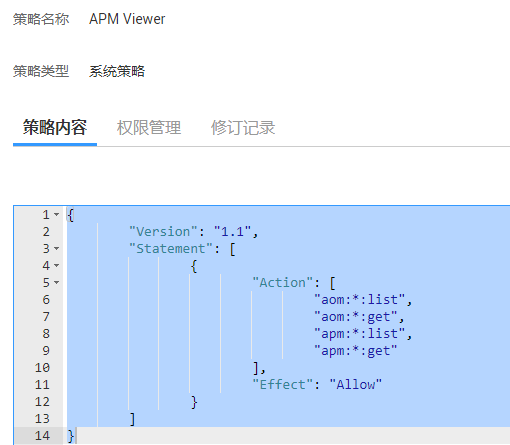 策略名称 APM Viewer
策略类型 系统策略
策略内容 权限管理 修订记录
1 {
2 "Version": "1.1",
3 "Statement": [
4 {
5 "Action": [
6 "aom:*:list",
7 "aom:*:get",
8 "apm:*:list",
9 "apm:*:get"
10 ],
11 "Effect": "Allow"
12 }
13 ]
14 }